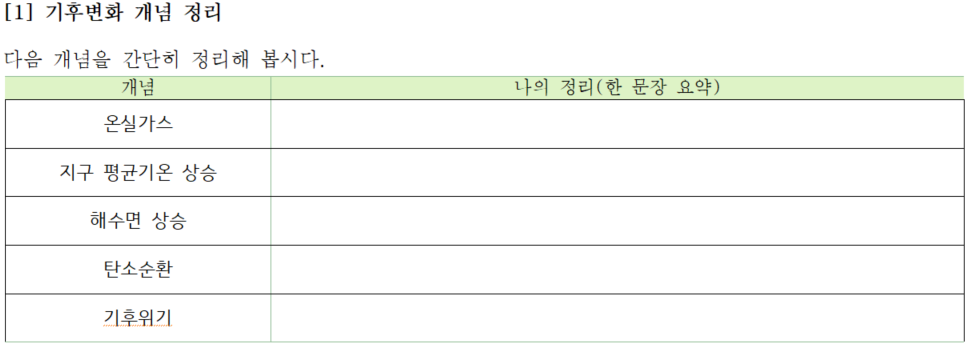 [1] 기후변화 개념 정리
다음 개념을 간단히 정리해 봅시다.
개념 나의 정리(한 문장 요약)
온실가스
지구 평균기온 상승
해수면 상승
탄소순환
기후위기